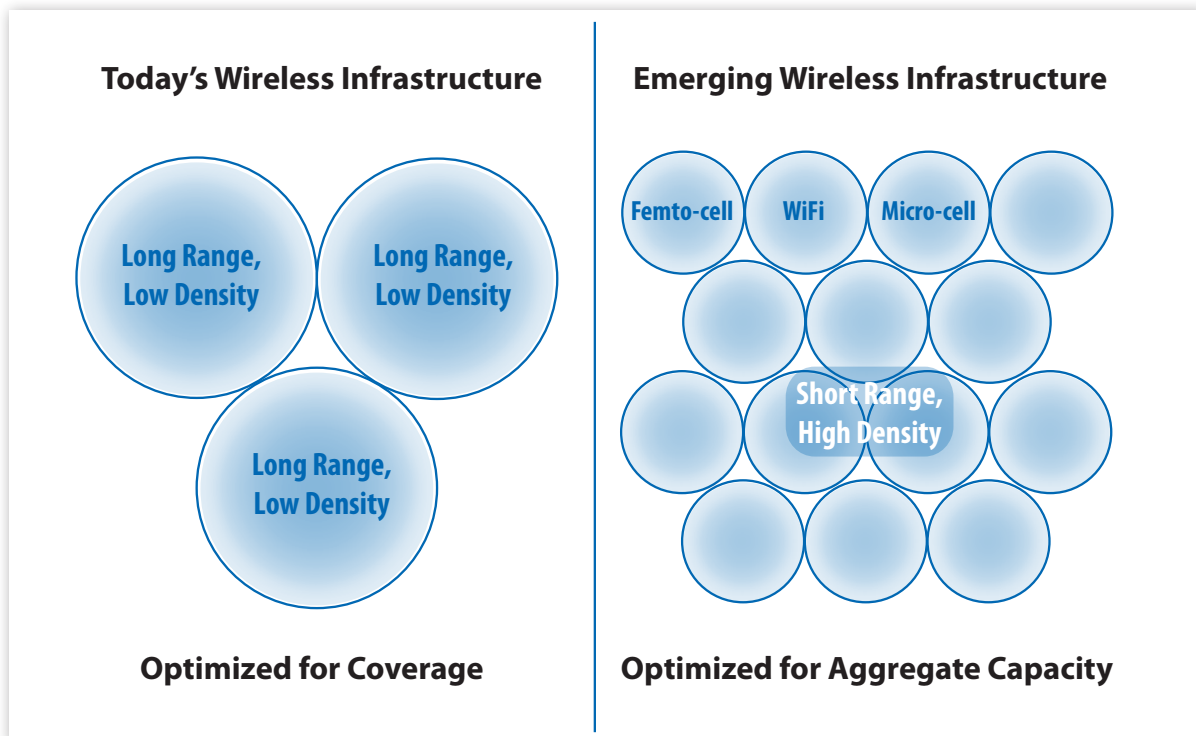 Today's Wireless Infrastructure
Long Range,
Low Density
Long Range,
Low Density
Long Range,
Low Density
Optimized for Coverage
Emerging Wireless Infrastructure
Femto-cell
WiFi
Micro-cell
Short Range,
High Density
Optimized for Aggregate Capacity